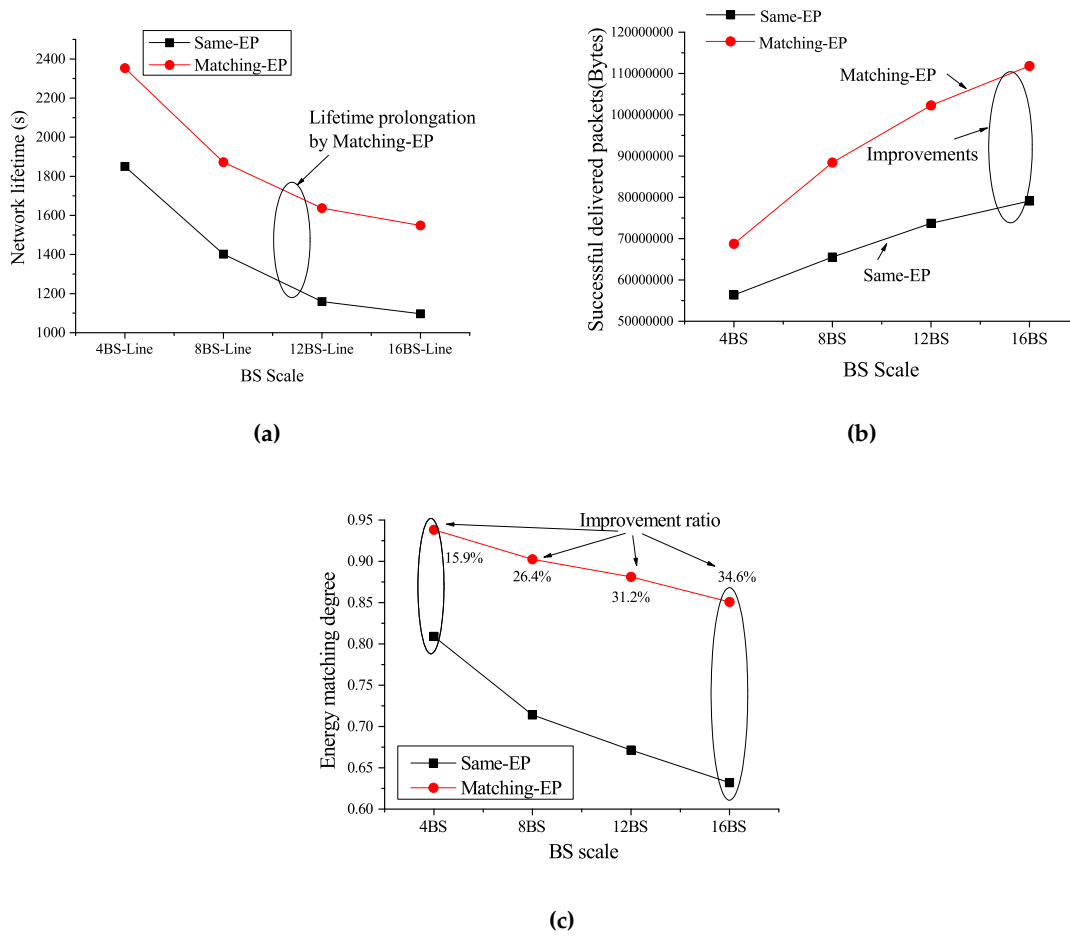 Same-EP
Matching-EP
2400
2200
2000
1800
1600
1400
1200
1000
Network lifetime (s)
Lifetime prolongation
by Matching-EP
4BS-Line
8BS-Line
12BS-Line
16BS-Line
BS Scale
(a)
Same-EP
Matching-EP
120000000
110000000
100000000
90000000
80000000
70000000
60000000
50000000
Successful delivered packets(Bytes)
Matching-EP
Improvements
Same-EP
4BS
8BS
12BS
16BS
BS Scale
(b)
0.95
0.90
0.85
0.80
0.75
0.70
0.65
0.60
Energy matching degree
Improvement ratio
15.9%
26.4%
31.2%
34.6%
Same-EP
Matching-EP
4BS
8BS
12BS
16BS
BS scale
(c)